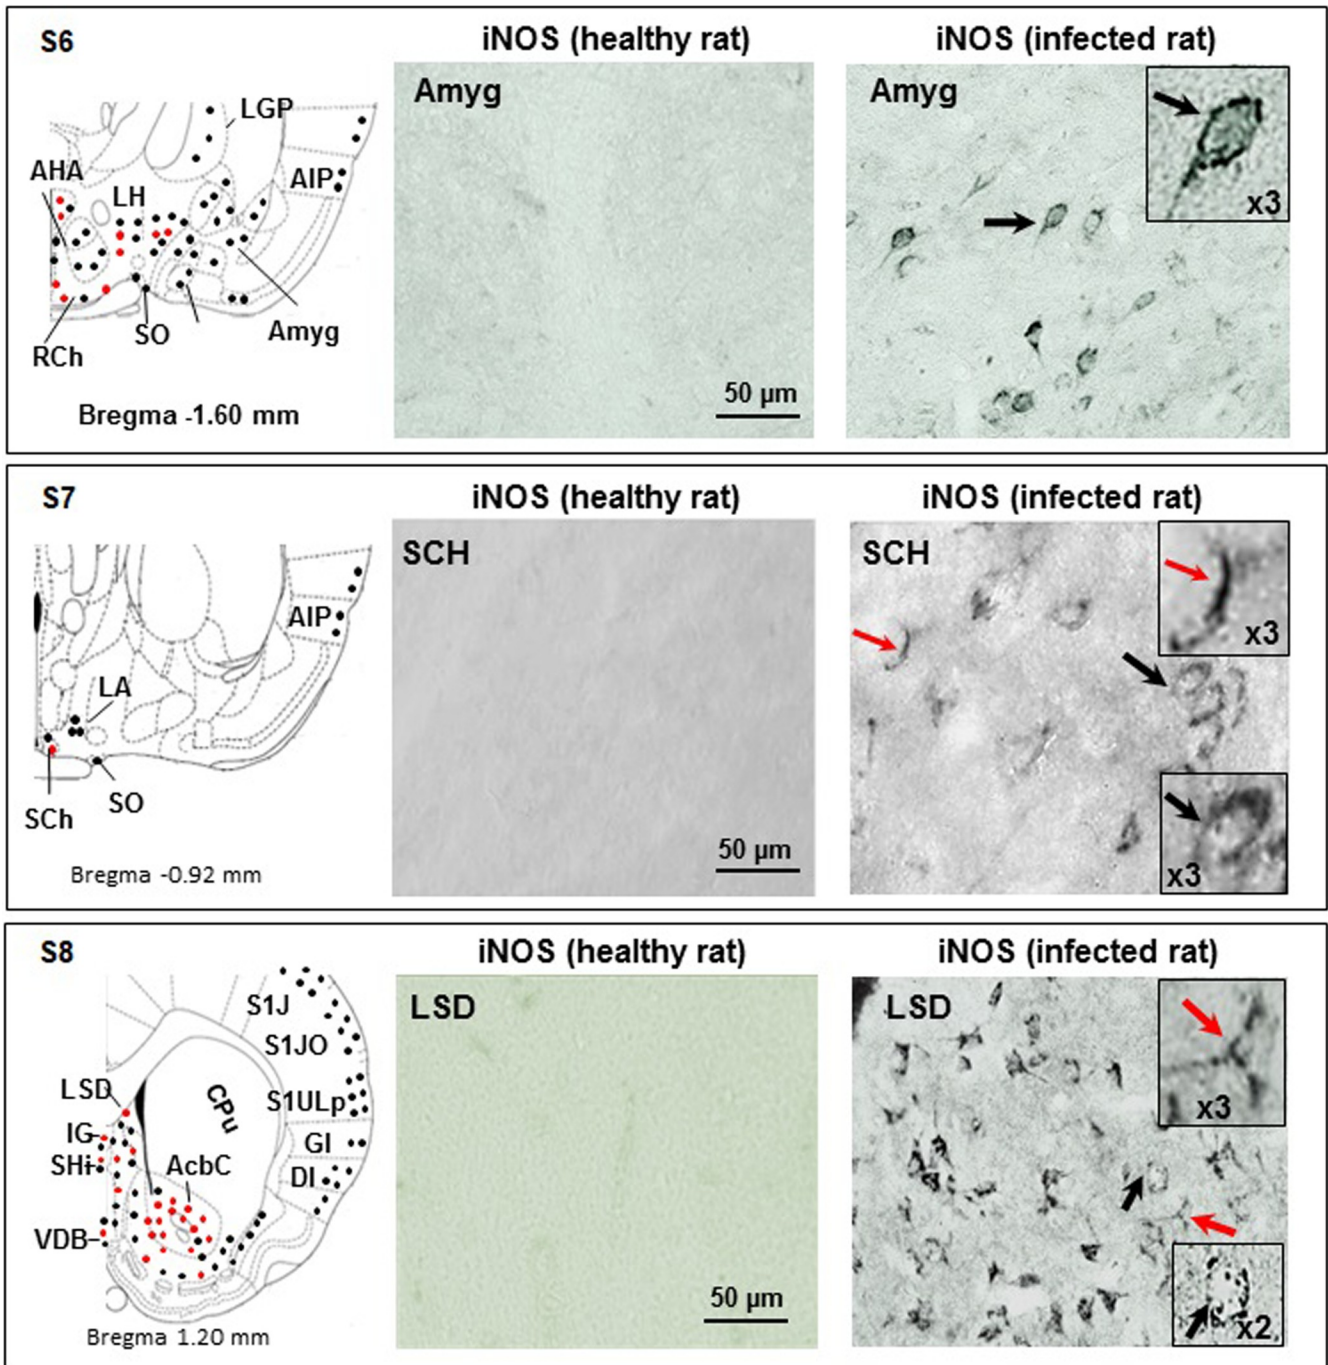 S6
iNOS (healthy rat)
iNOS (infected rat)
LGP
AHA
LH
AIP
SO
Amyg
RCh
Bregma -1.60 mm
Amyg
50 µm
Amyg
x3
S7
iNOS (healthy rat)
iNOS (infected rat)
AIP
LA
SO
SCh
Bregma -0.92 mm
SCH
50 µm
SCH
x3
x3
S8
iNOS (healthy rat)
iNOS (infected rat)
S1J
S1JO
LSD
CPu
S1ULp
IG
GI
SHi
AcbC
DI
VDB
Bregma 1.20 mm
LSD
50 µm
LSD
x3
x2